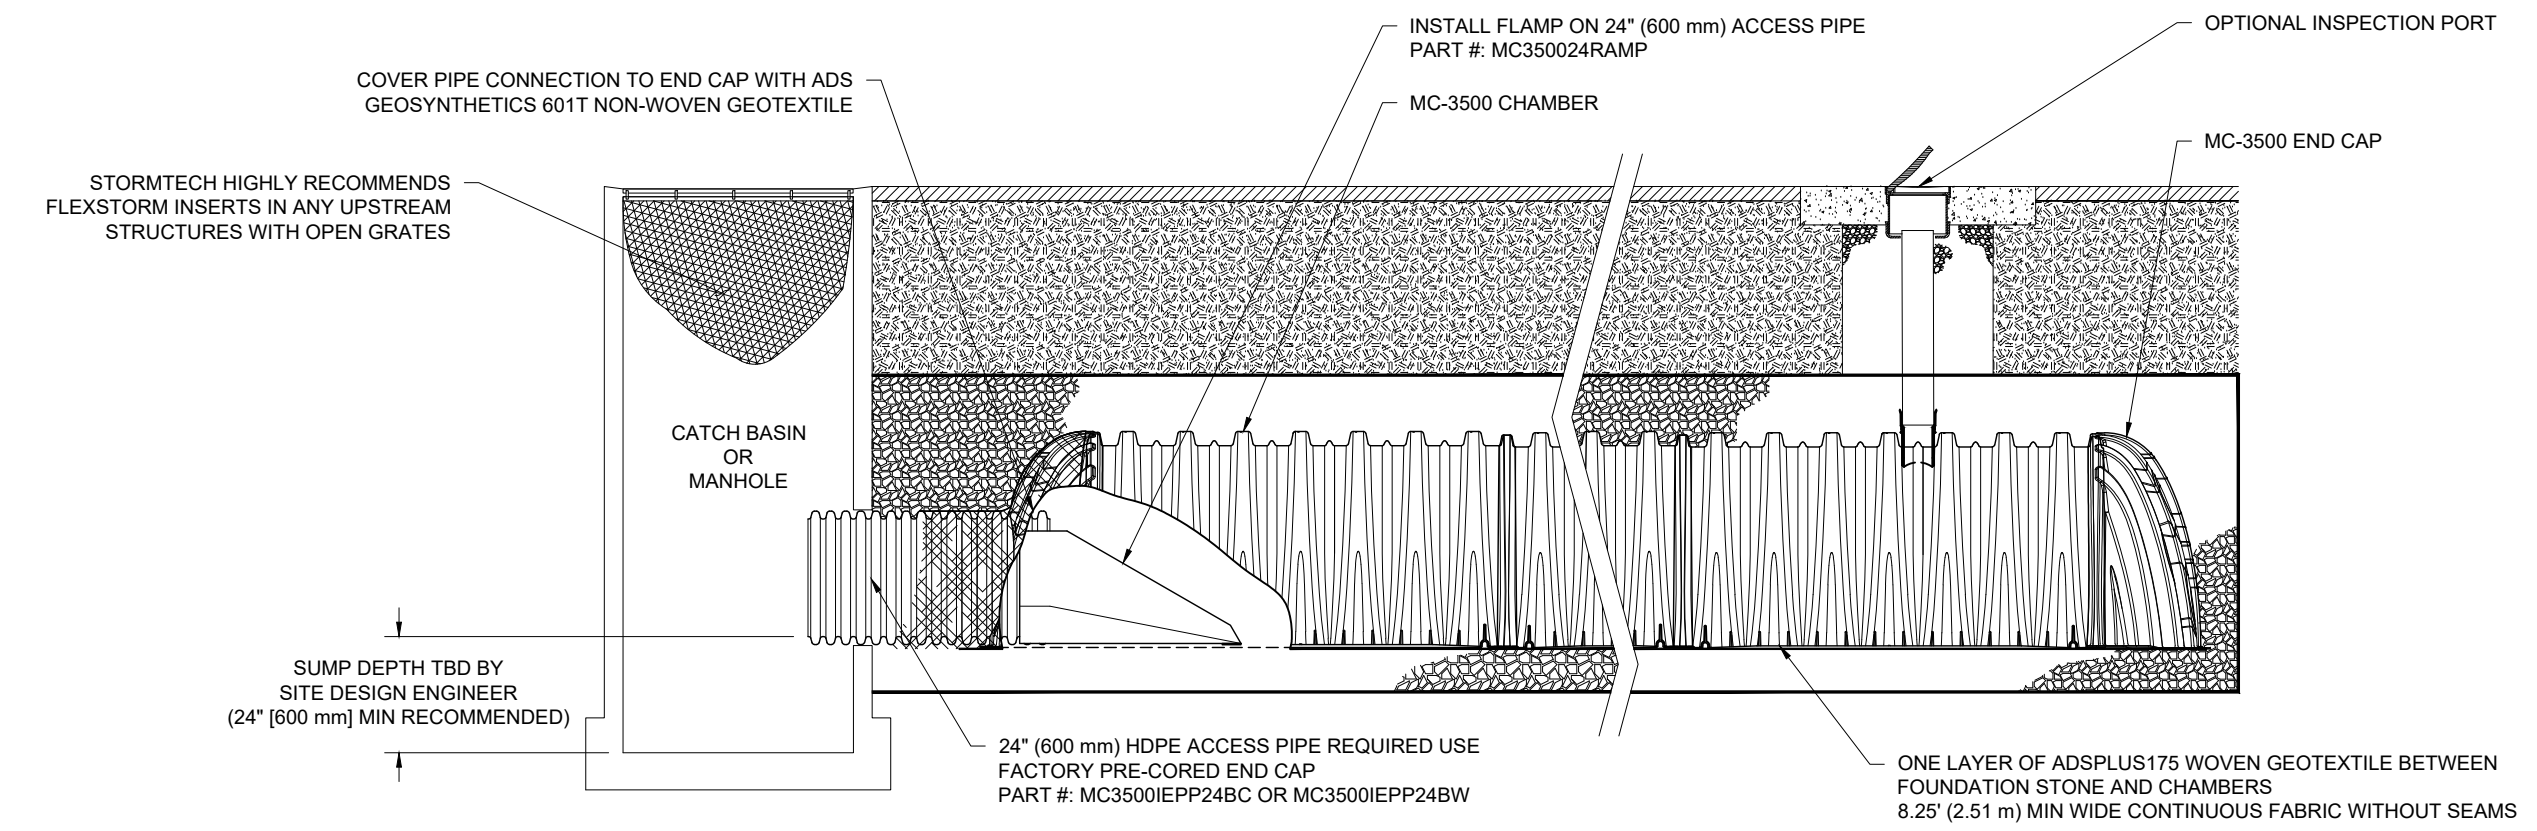 INSTALL FLAMP ON 24" (600 mm) ACCESS PIPE
PART #: MC350024RAMP
OPTIONAL INSPECTION PORT
COVER PIPE CONNECTION TO END CAP WITH ADS
GEOSYNTHETICS 601T NON-WOVEN GEOTEXTILE
MC-3500 CHAMBER
MC-3500 END CAP
STORMTECH HIGHLY RECOMMENDS
FLEXSTORM INSERTS IN ANY UPSTREAM
STRUCTURES WITH OPEN GRATES
CATCH BASIN
OR
MANHOLE
SUMP DEPTH TBD BY
SITE DESIGN ENGINEER
(24" [600 mm] MIN RECOMMENDED)
24" (600 mm) HDPE ACCESS PIPE REQUIRED USE
FACTORY PRE-CORED END CAP
PART #: MC3500IEPP24BC OR MC3500IEPP24BW
ONE LAYER OF ADSPLUS175 WOVEN GEOTEXTILE BETWEEN
FOUNDATION STONE AND CHAMBERS
8.25' (2.51 m) MIN WIDE CONTINUOUS FABRIC WITHOUT SEAMS